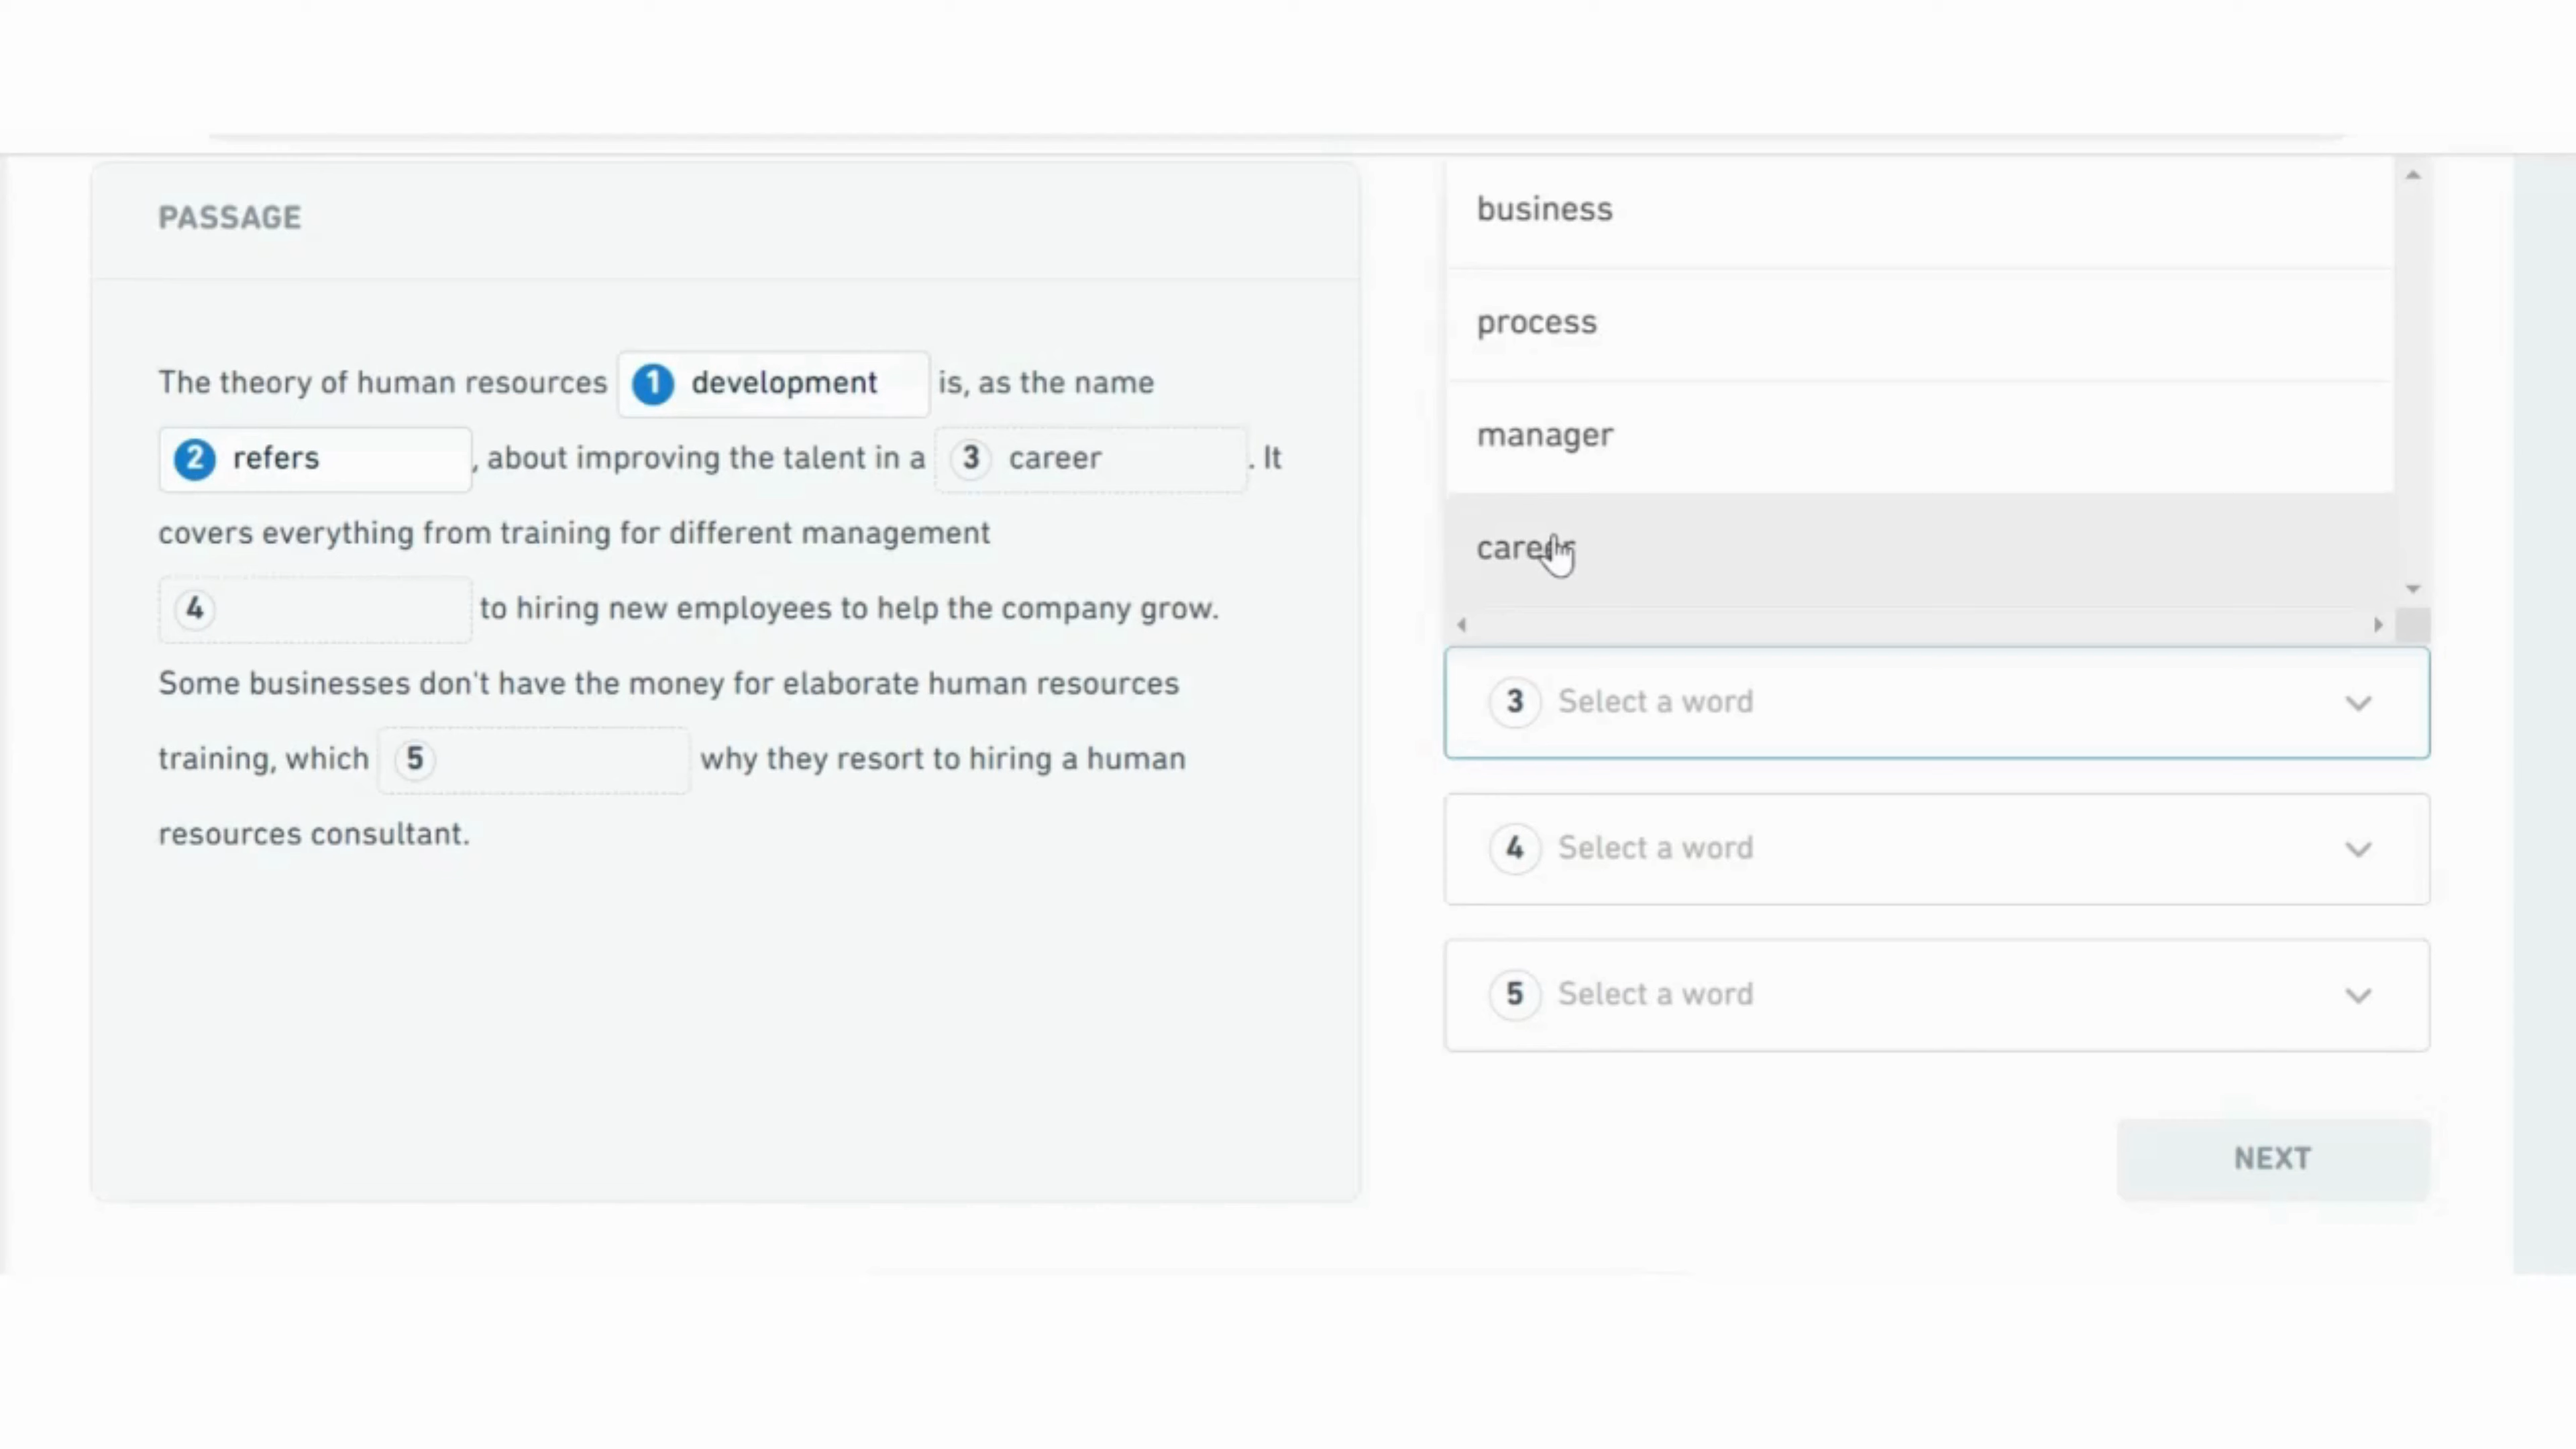 PASSAGE
The theory of human resources 1 development is, as the name
2 refers , about improving the talent in a 3 career . It
covers everything from training for different management
4 to hiring new employees to help the company grow.
Some businesses don't have the money for elaborate human resources
training, which 5 why they resort to hiring a human
resources consultant.
business
process
manager
career
3 Select a word
4 Select a word
5 Select a word
NEXT